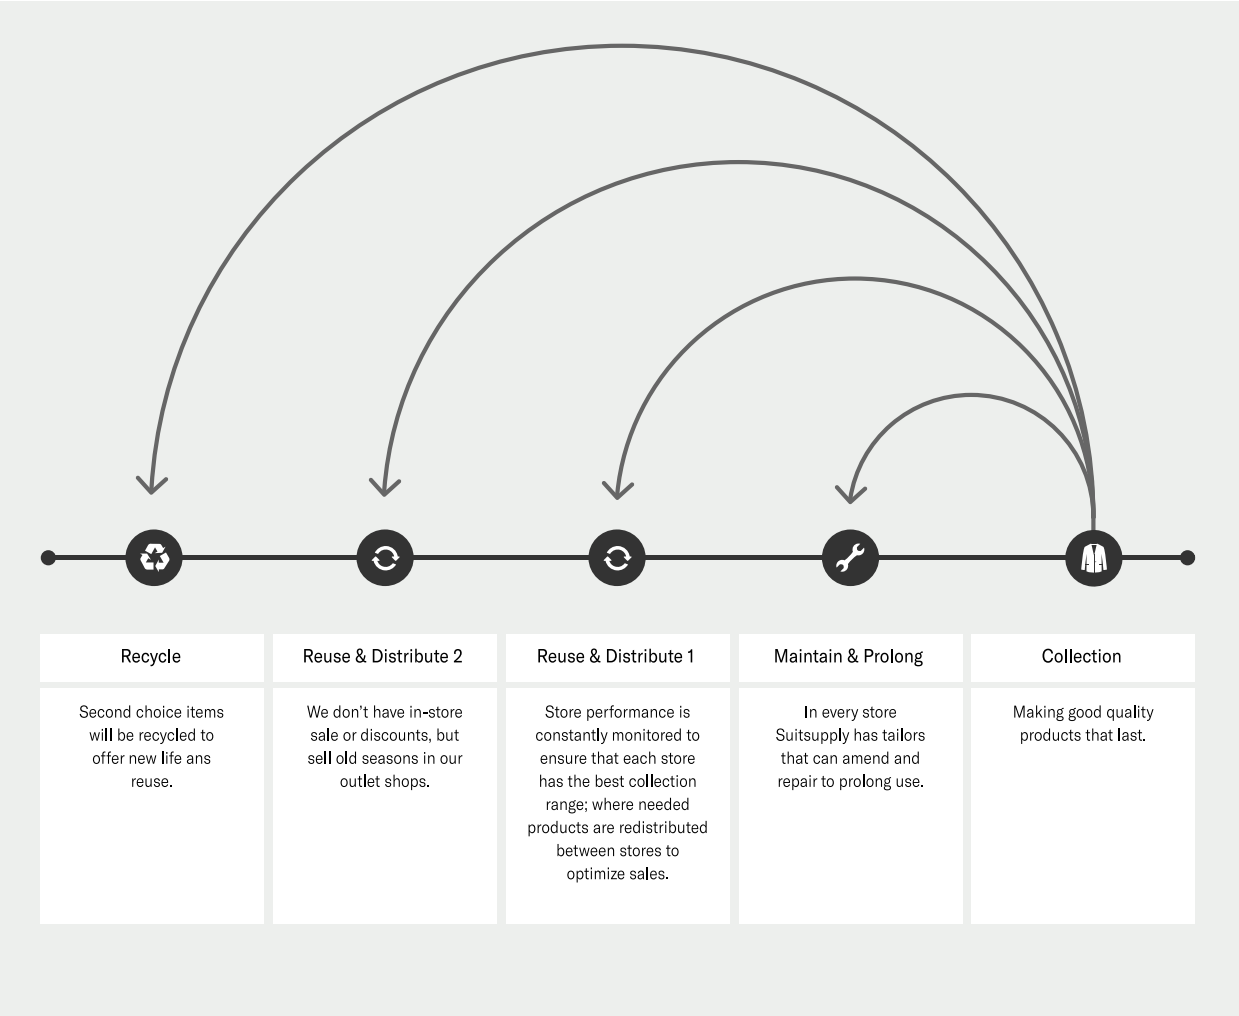 Recycle
Second choice items
will be recycled to
offer new life ans
reuse.
Reuse & Distribute 2
We don't have in-store
sale or discounts, but
sell old seasons in our
outlet shops.
Reuse & Distribute 1
Store performance is
constantly monitored to
ensure that each store
has the best collection
range; where needed
products are redistributed
between stores to
optimize sales.
Maintain & Prolong
In every store
Suitsupply has tailors
that can amend and
repair to prolong use.
Collection
Making good quality
products that last.